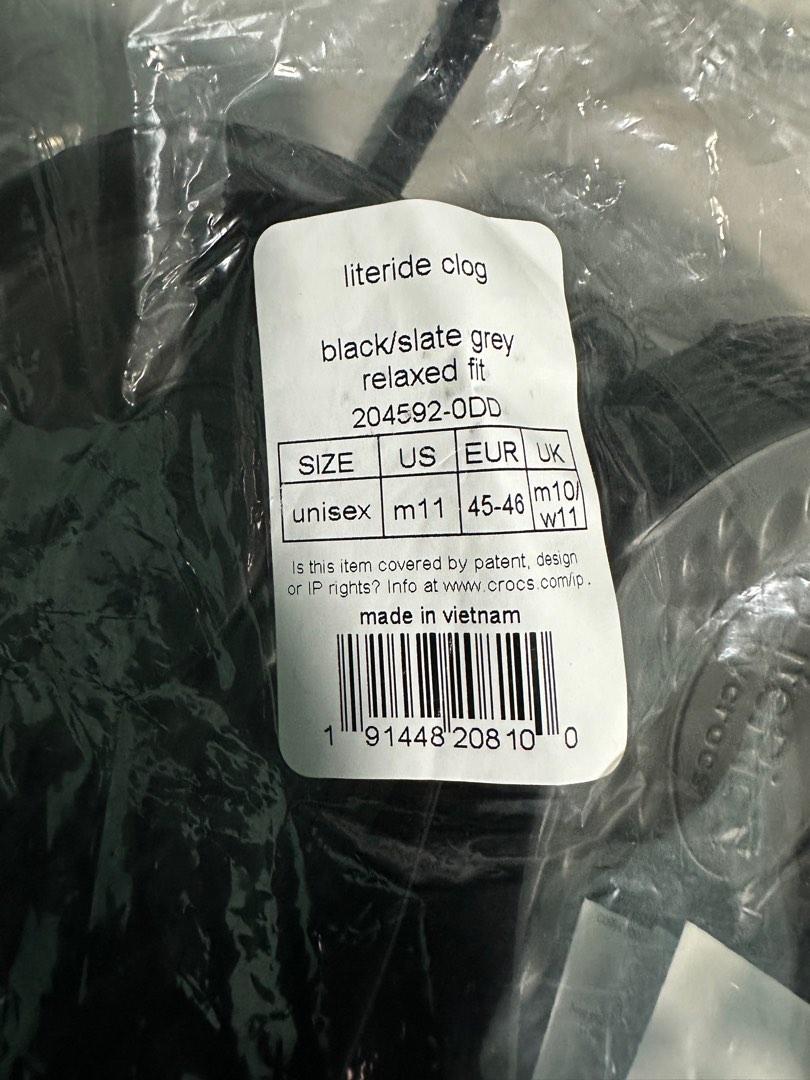 literide clog
black/slate grey
relaxed fit
204592-0DD
SIZE US EUR UK
unisex m11 45-46 m10/
w11
Is this item covered by patent, design
or IP rights? Info at www.crocs.com/ip.
made in vietnam
1 91448 20810 0
crocs